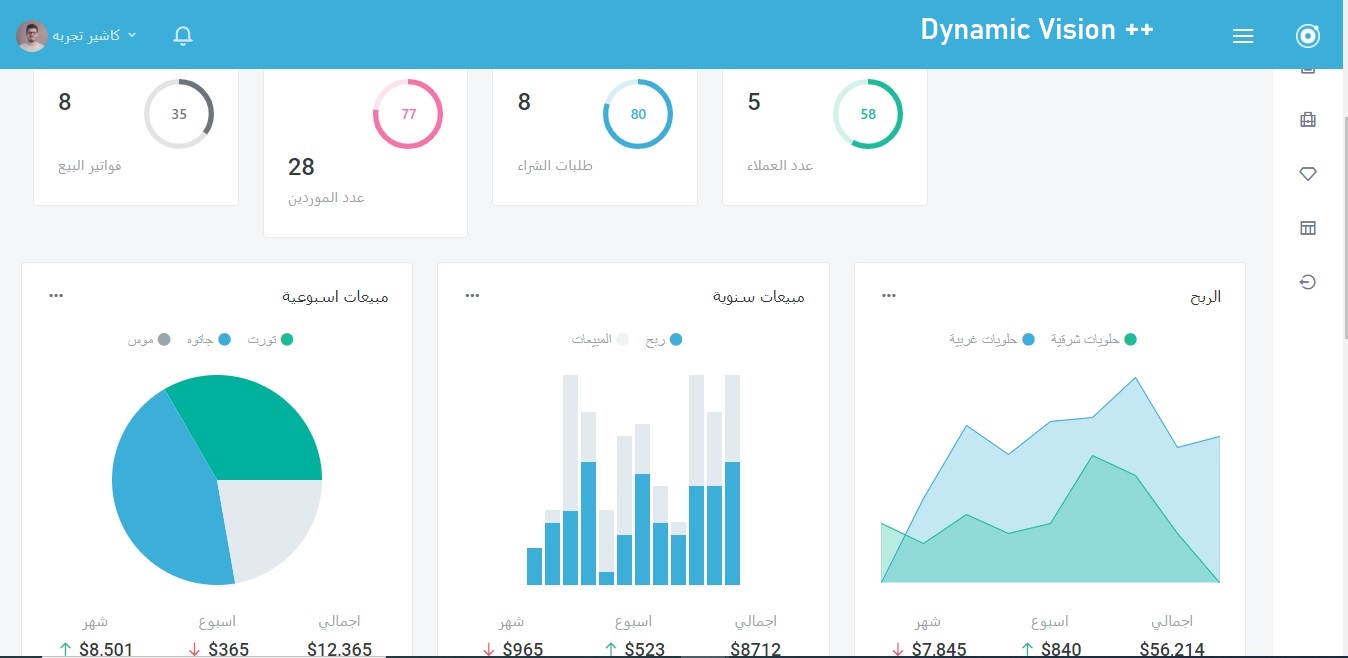 Dynamic Vision ++
كاشير تجربه
5
58
عدد العملاء
8
80
طلبات الشراء
77
28
عدد الموردين
8
35
فواتير البيع
الربح
حلويات شرقية
حلويات غربية
اجمالي
اسبوع
شهر
$56,214
$840
$7,845
مبيعات سنوية
ربح
المبيعات
اجمالي
اسبوع
شهر
$8712
$523
$965
مبيعات اسبوعية
تورت
جاتوه
موس
اجمالي
اسبوع
شهر
$12,365
$365
$8,501